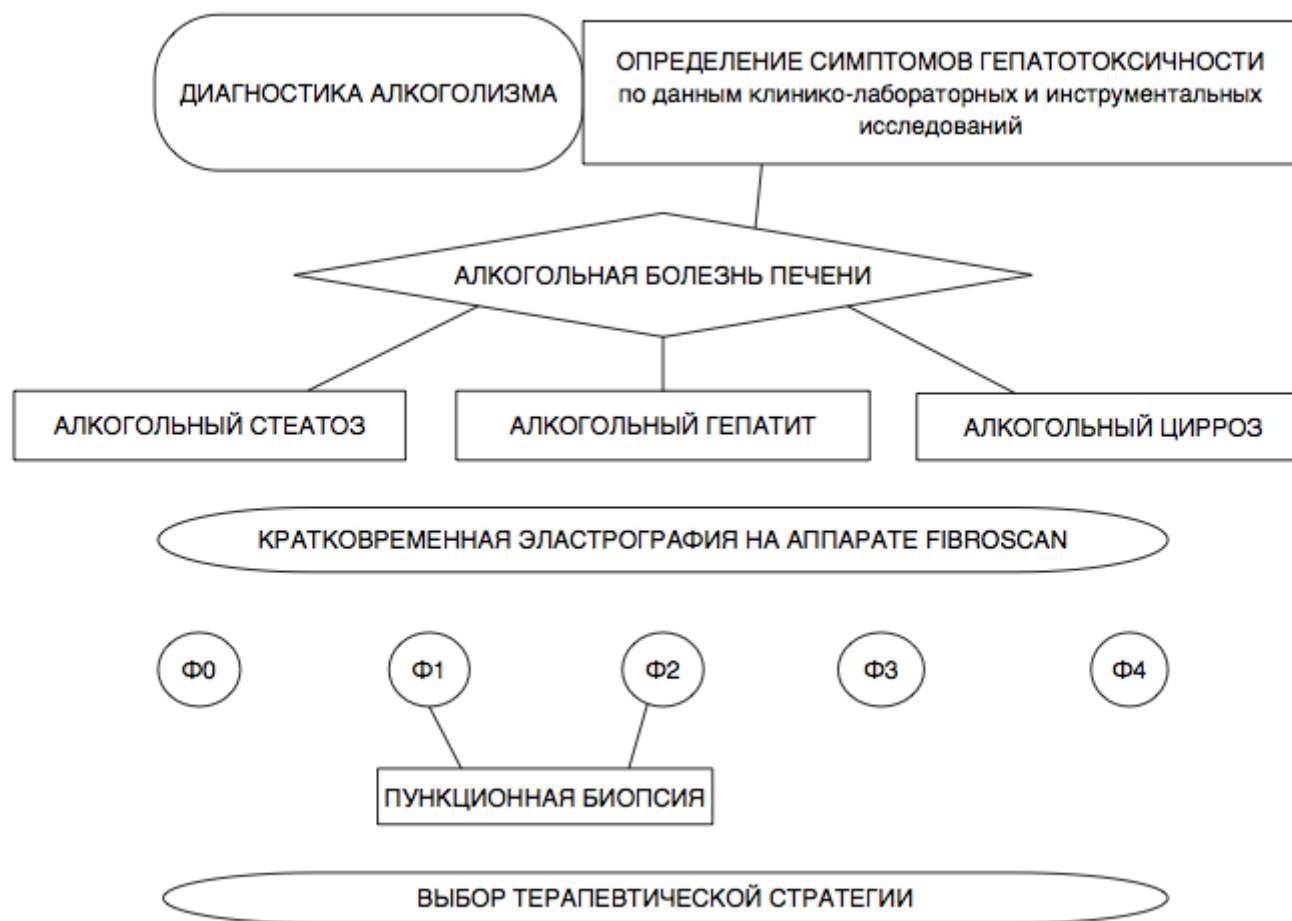 ДИАГНОСТИКА АЛКОГОЛИЗМА
ОПРЕДЕЛЕНИЕ СИМПТОМОВ ГЕПАТОТОКСИЧНОСТИ
по данным клинико-лабораторных и инструментальных
исследований
АЛКОГОЛЬНАЯ БОЛЕЗНЬ ПЕЧЕНИ
АЛКОГОЛЬНЫЙ СТЕАТОЗ
АЛКОГОЛЬНЫЙ ГЕПАТИТ
АЛКОГОЛЬНЫЙ ЦИРРОЗ
КРАТКОВРЕМЕННАЯ ЭЛАСТРОГРАФИЯ НА АППАРАТЕ FIBROSCAN
Ф0
Ф1
Ф2
Ф3
Ф4
ПУНКЦИОННАЯ БИОПСИЯ
ВЫБОР ТЕРАПЕВТИЧЕСКОЙ СТРАТЕГИИ